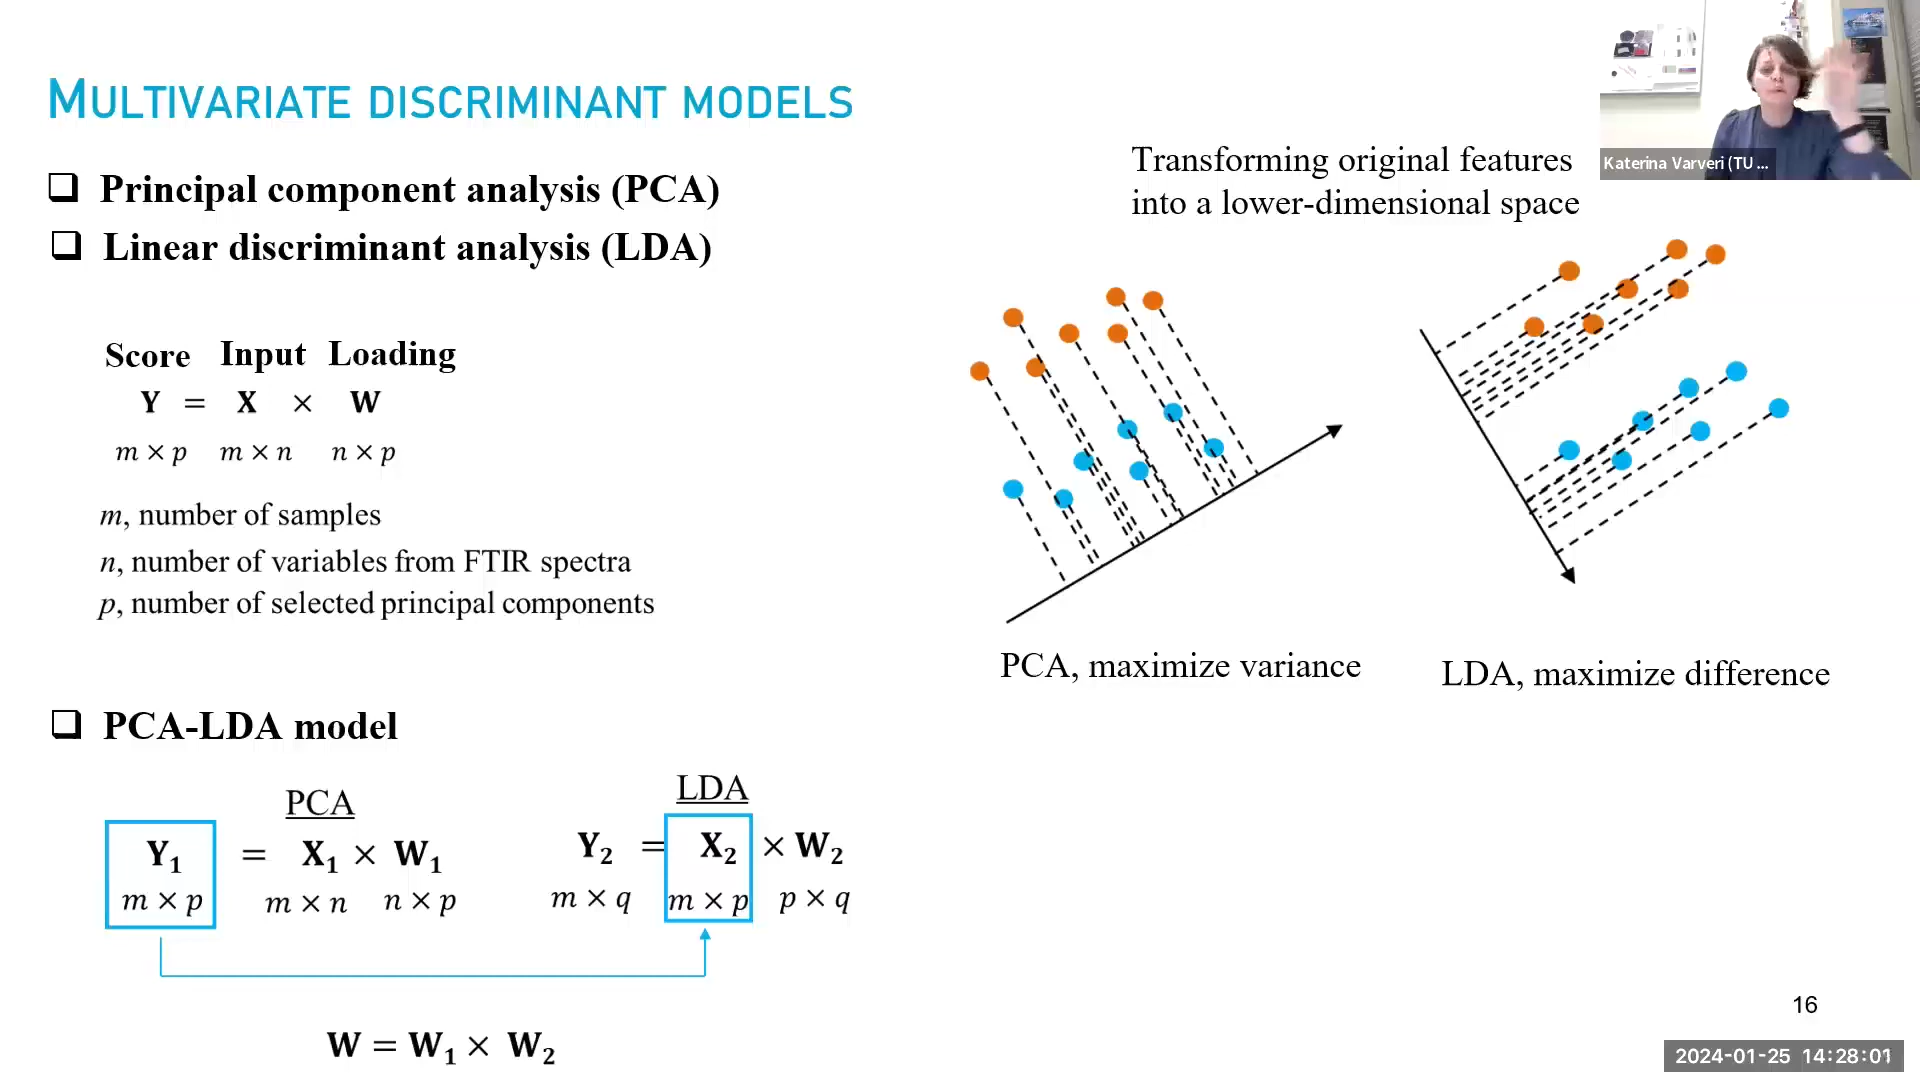 MULTIVARIATE DISCRIMINANT MODELS
Principal component analysis (PCA)
Linear discriminant analysis (LDA)
Score Input Loading
Y = X × W
m × p m × n n × p
m, number of samples
n, number of variables from FTIR spectra
p, number of selected principal components
PCA-LDA model
PCA
Y₁ = X₁ × W₁
m × p m × n n × p
LDA
Y₂ = X₂ × W₂
m × q m × p p × q
W = W₁ × W₂
Transforming original features
into a lower-dimensional space
PCA, maximize variance
LDA, maximize difference
Katerina Varveri (TU ...
16
2024-01-25 14:28:01